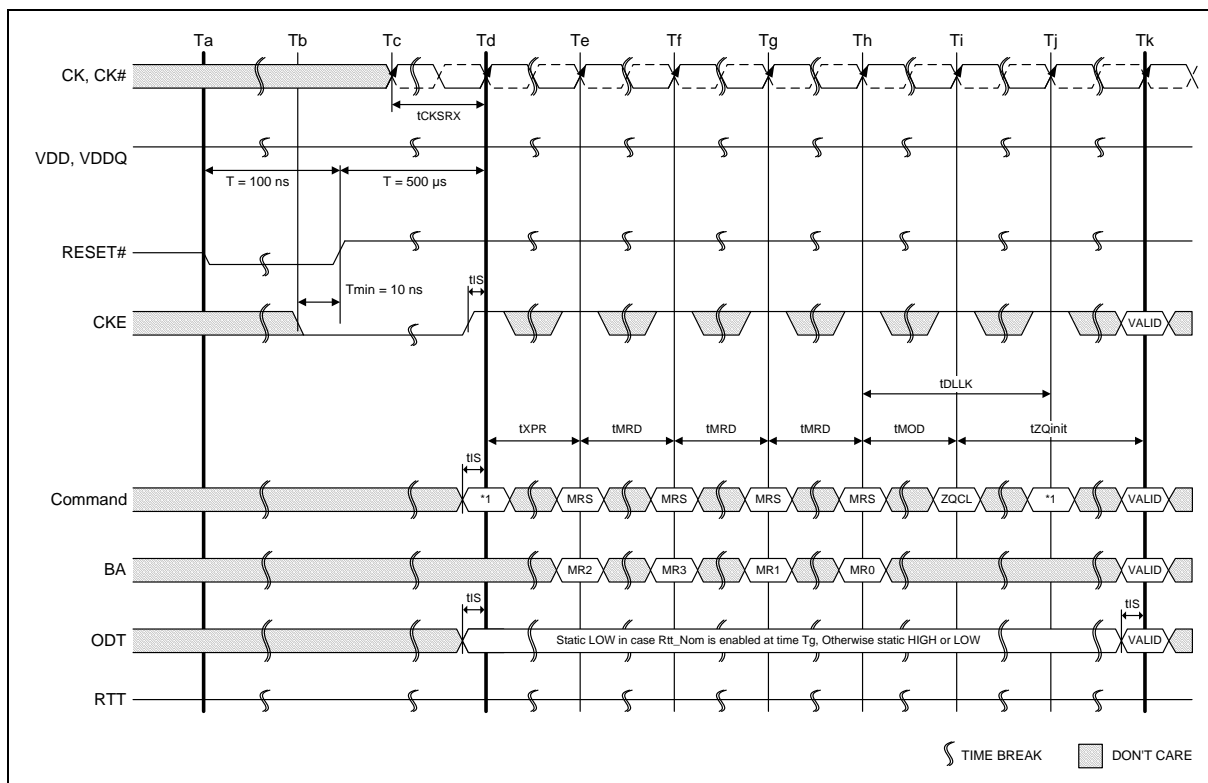 Ta Tb Tc Td Te Tf Tg Th Ti Tj Tk
CK, CK#
tCKSRX
VDD, VDDQ
T = 100 ns T = 500 µs
RESET#
tIS
Tmin = 10 ns
CKE VALID
tDLLK
tXPR tMRD tMRD tMRD tMOD tZQinit
tIS
Command *1 MRS MRS MRS MRS ZQCL *1 VALID
BA MR2 MR3 MR1 MR0 VALID
tIS tIS
ODT Static LOW in case Rtt_Nom is enabled at time Tg, Otherwise static HIGH or LOW VALID
RTT
TIME BREAK DON'T CARE